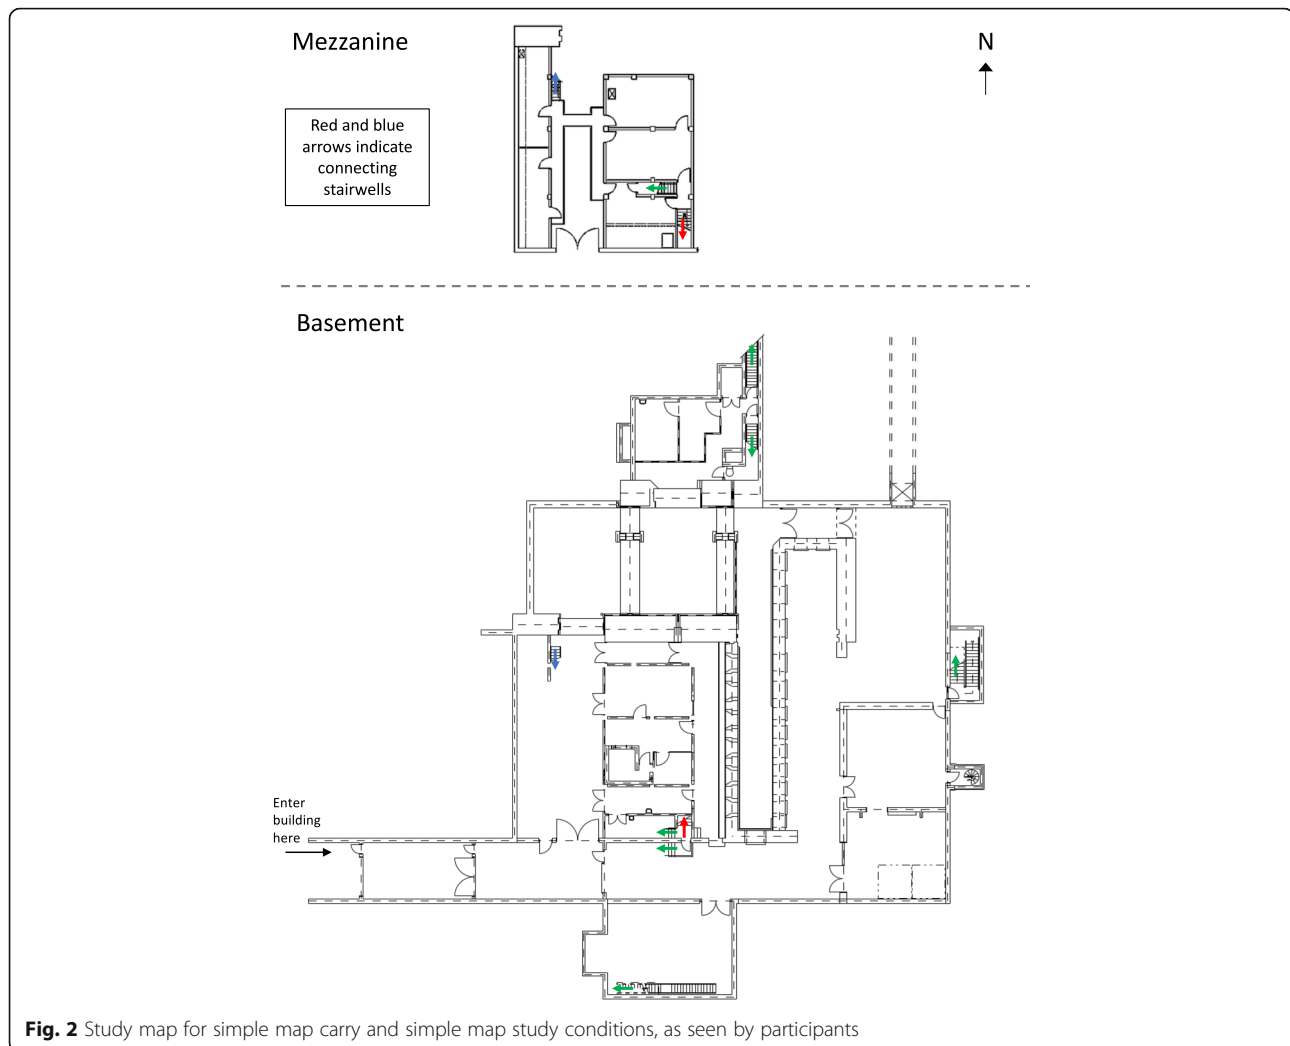 Mezzanine
N
Red and blue
arrows indicate
connecting
stairwells
Basement
Enter
building
here
Fig. 2 Study map for simple map carry and simple map study conditions, as seen by participants